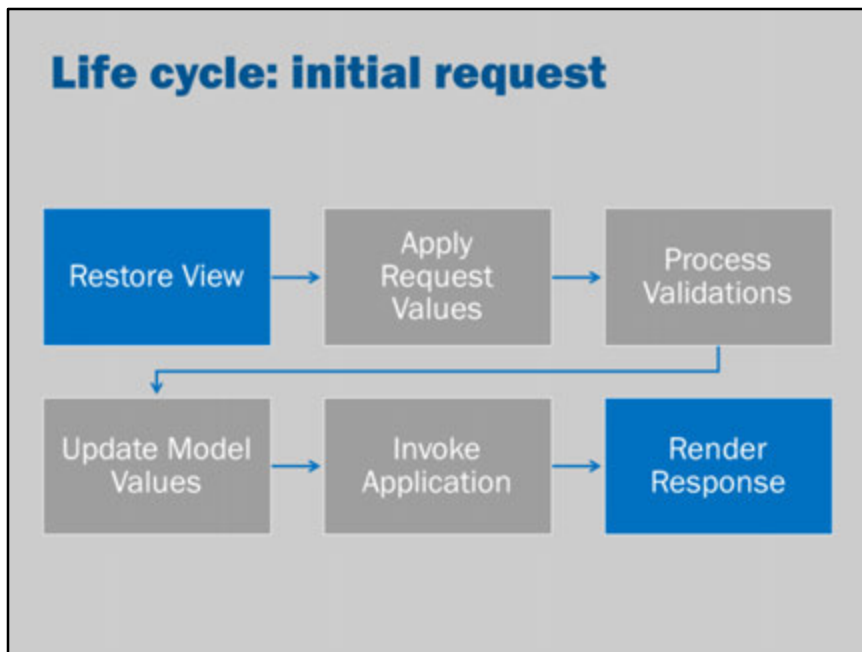 Life cycle: initial request
Restore View
Apply
Request
Values
Process
Validations
Update Model
Values
Invoke
Application
Render
Response